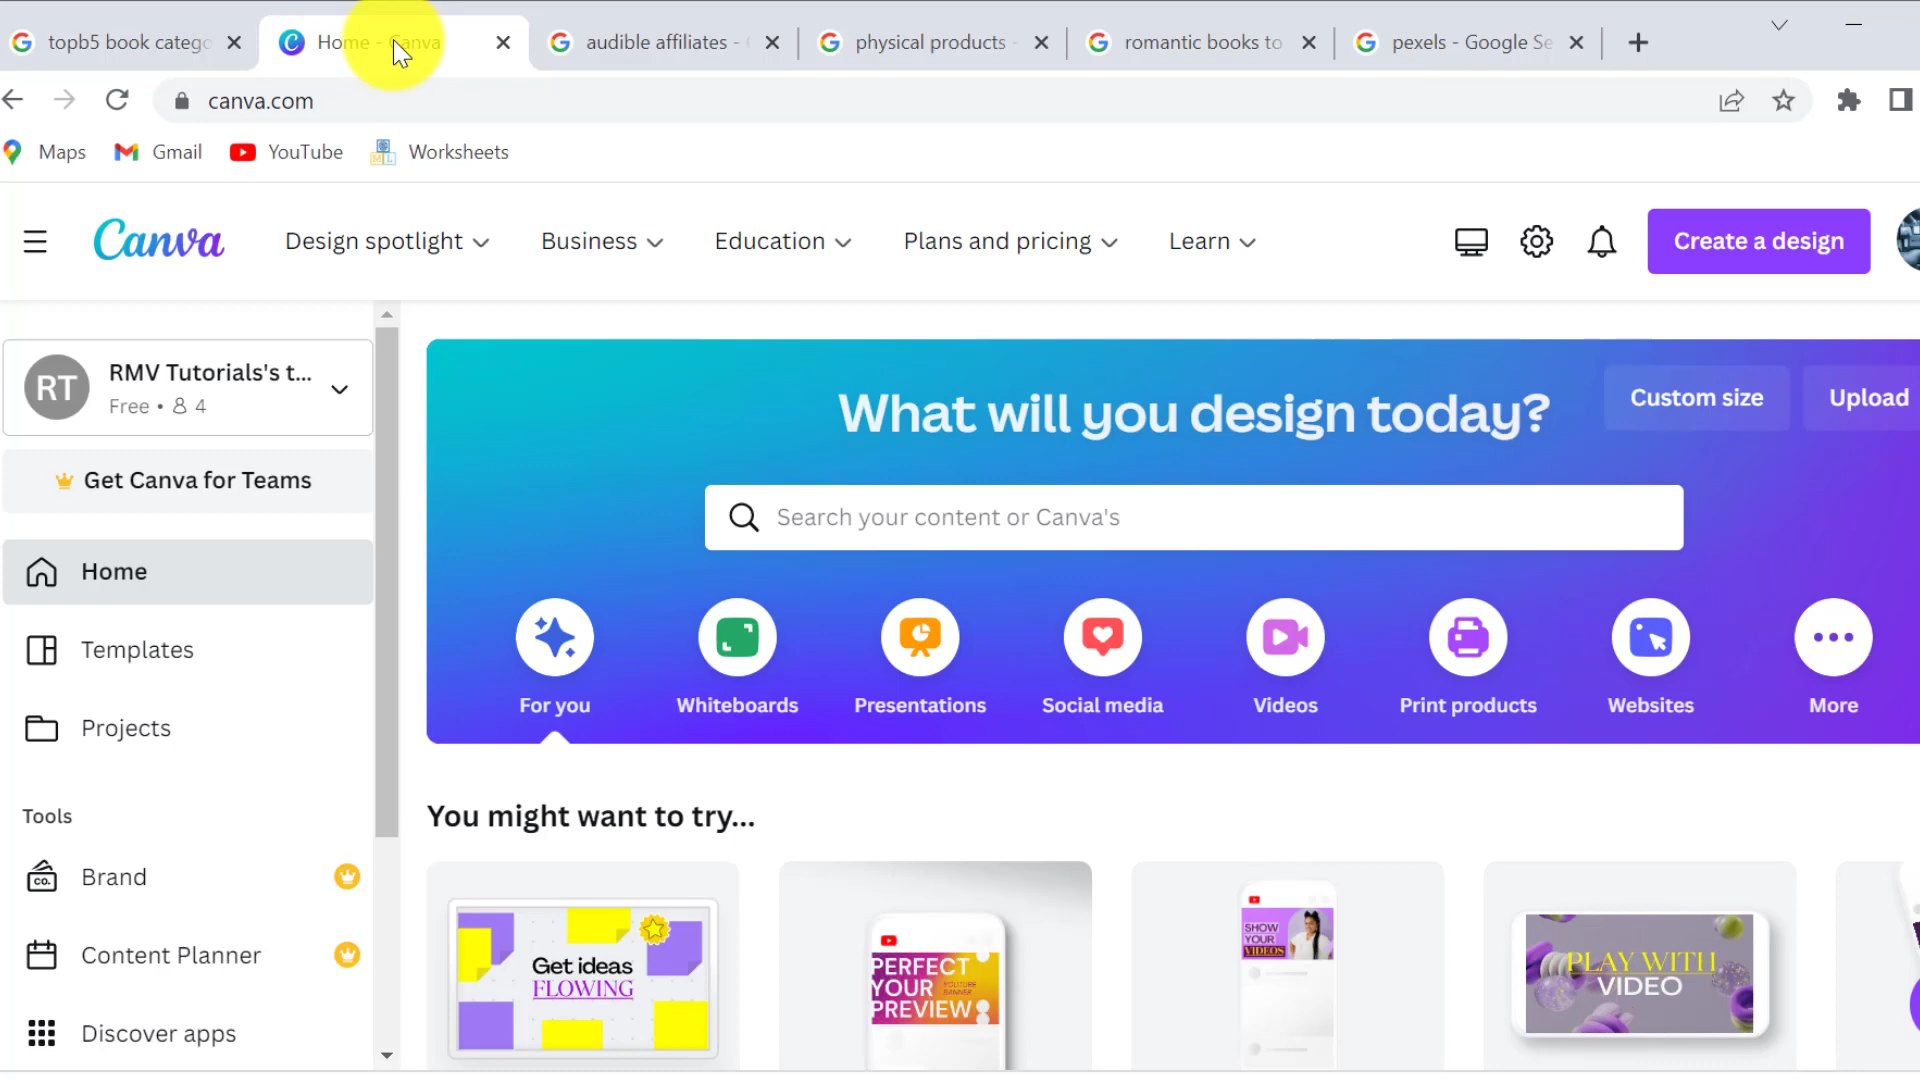 topb5 book catego
Home - Canva
audible affiliates -
physical products -
romantic books to
pexels - Google Se
canva.com
Maps
Gmail
YouTube
Worksheets
Canva
Design spotlight
Business
Education
Plans and pricing
Learn
Create a design
RT
RMV Tutorials's t...
Free • 4
Get Canva for Teams
Home
Templates
Projects
Tools
CO.
Brand
Content Planner
Discover apps
What will you design today?
Custom size
Upload
Search your content or Canva's
For you
Whiteboards
Presentations
Social media
Videos
Print products
Websites
More
You might want to try...
Get ideas
FLOWING
PERFECT
YOUR
PREVIEW
YOUTUBE
BANNER
SHOW
YOUR
VIDEOS
PLAY WITH
VIDEO